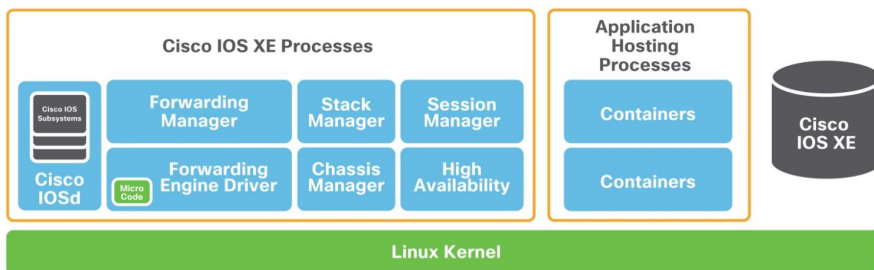 Cisco IOS XE Processes
Cisco IOS
Subsystems
Cisco
IOSd
Forwarding
Manager
Stack
Manager
Session
Manager
Micro
Code
Forwarding
Engine Driver
Chassis
Manager
High
Availability
Application
Hosting
Processes
Containers
Containers
Cisco
IOS XE
Linux Kernel